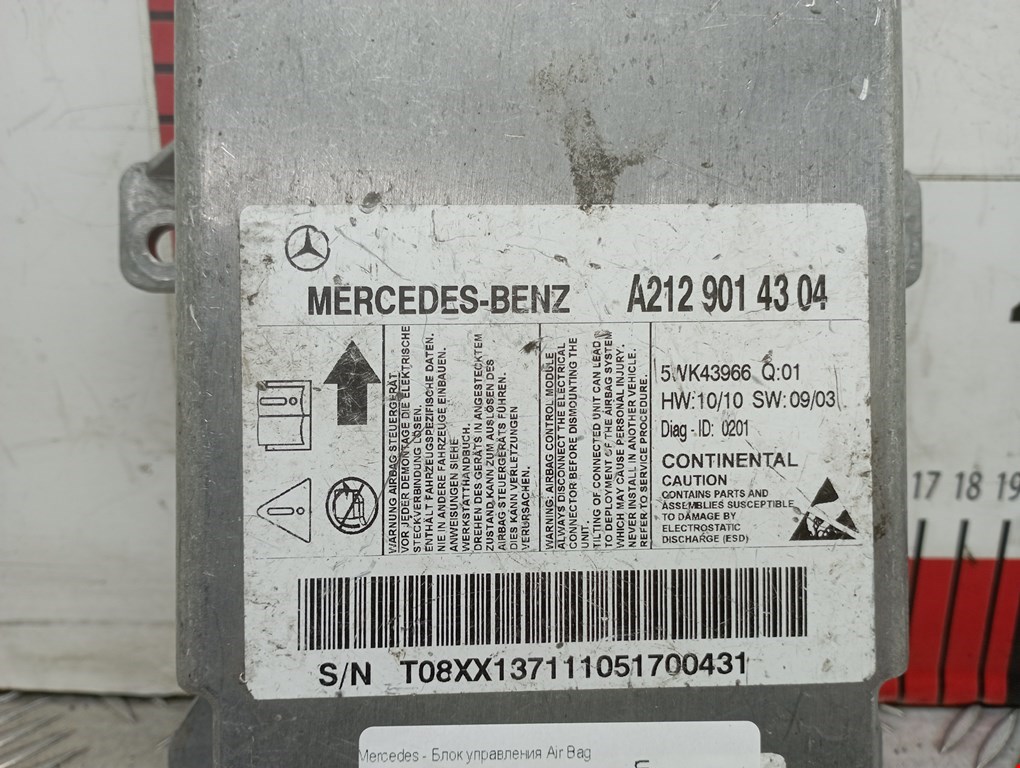 MERCEDES-BENZ A212 901 43 04
WARNUNG AIRBAG STEUERGERÄT
VOR JEDER DEMONTAGE DIE ELEKTRISCHE
STECKVERBINDUNG LÖSEN.
ENTHÄLT FAHRZEUGSPEZIFISCHE DATEN.
NIE IN ANDERE FAHRZEUGE EINBAUEN.
ANWEISUNGEN SIEHE
WERKSTATTHANDBUCH.
DREHEN DES GERÄTS IN ANGESTECKTEM
ZUSTAND KANN ZUM AUSLÖSEN DES
AIRBAG STEUERGERÄTS FÜHREN.
DIES KANN VERLETZUNGEN
VERURSACHEN.
WARNING: AIRBAG CONTROL MODULE
ALWAYS DISCONNECT THE ELECTRICAL
CONNECTOR BEFORE DISMOUNTING THE
UNIT.
TILTING OF CONNECTED UNIT CAN LEAD
TO DEPLOYMENT OF THE AIRBAG SYSTEM
WHICH MAY CAUSE PERSONAL INJURY.
NEVER INSTALL IN ANOTHER VEHICLE.
REFER TO SERVICE PROCEDURE.
5WK43966 Q:01
HW:10/10 SW:09/03
Diag-ID: 0201
CONTINENTAL
CAUTION
CONTAINS PARTS AND
ASSEMBLIES SUSCEPTIBLE
TO DAMAGE BY
ELECTROSTATIC
DISCHARGE (ESD)
S/N T08XX137111051700431
17 18 19
Mercedes - Блок управления Air Bag